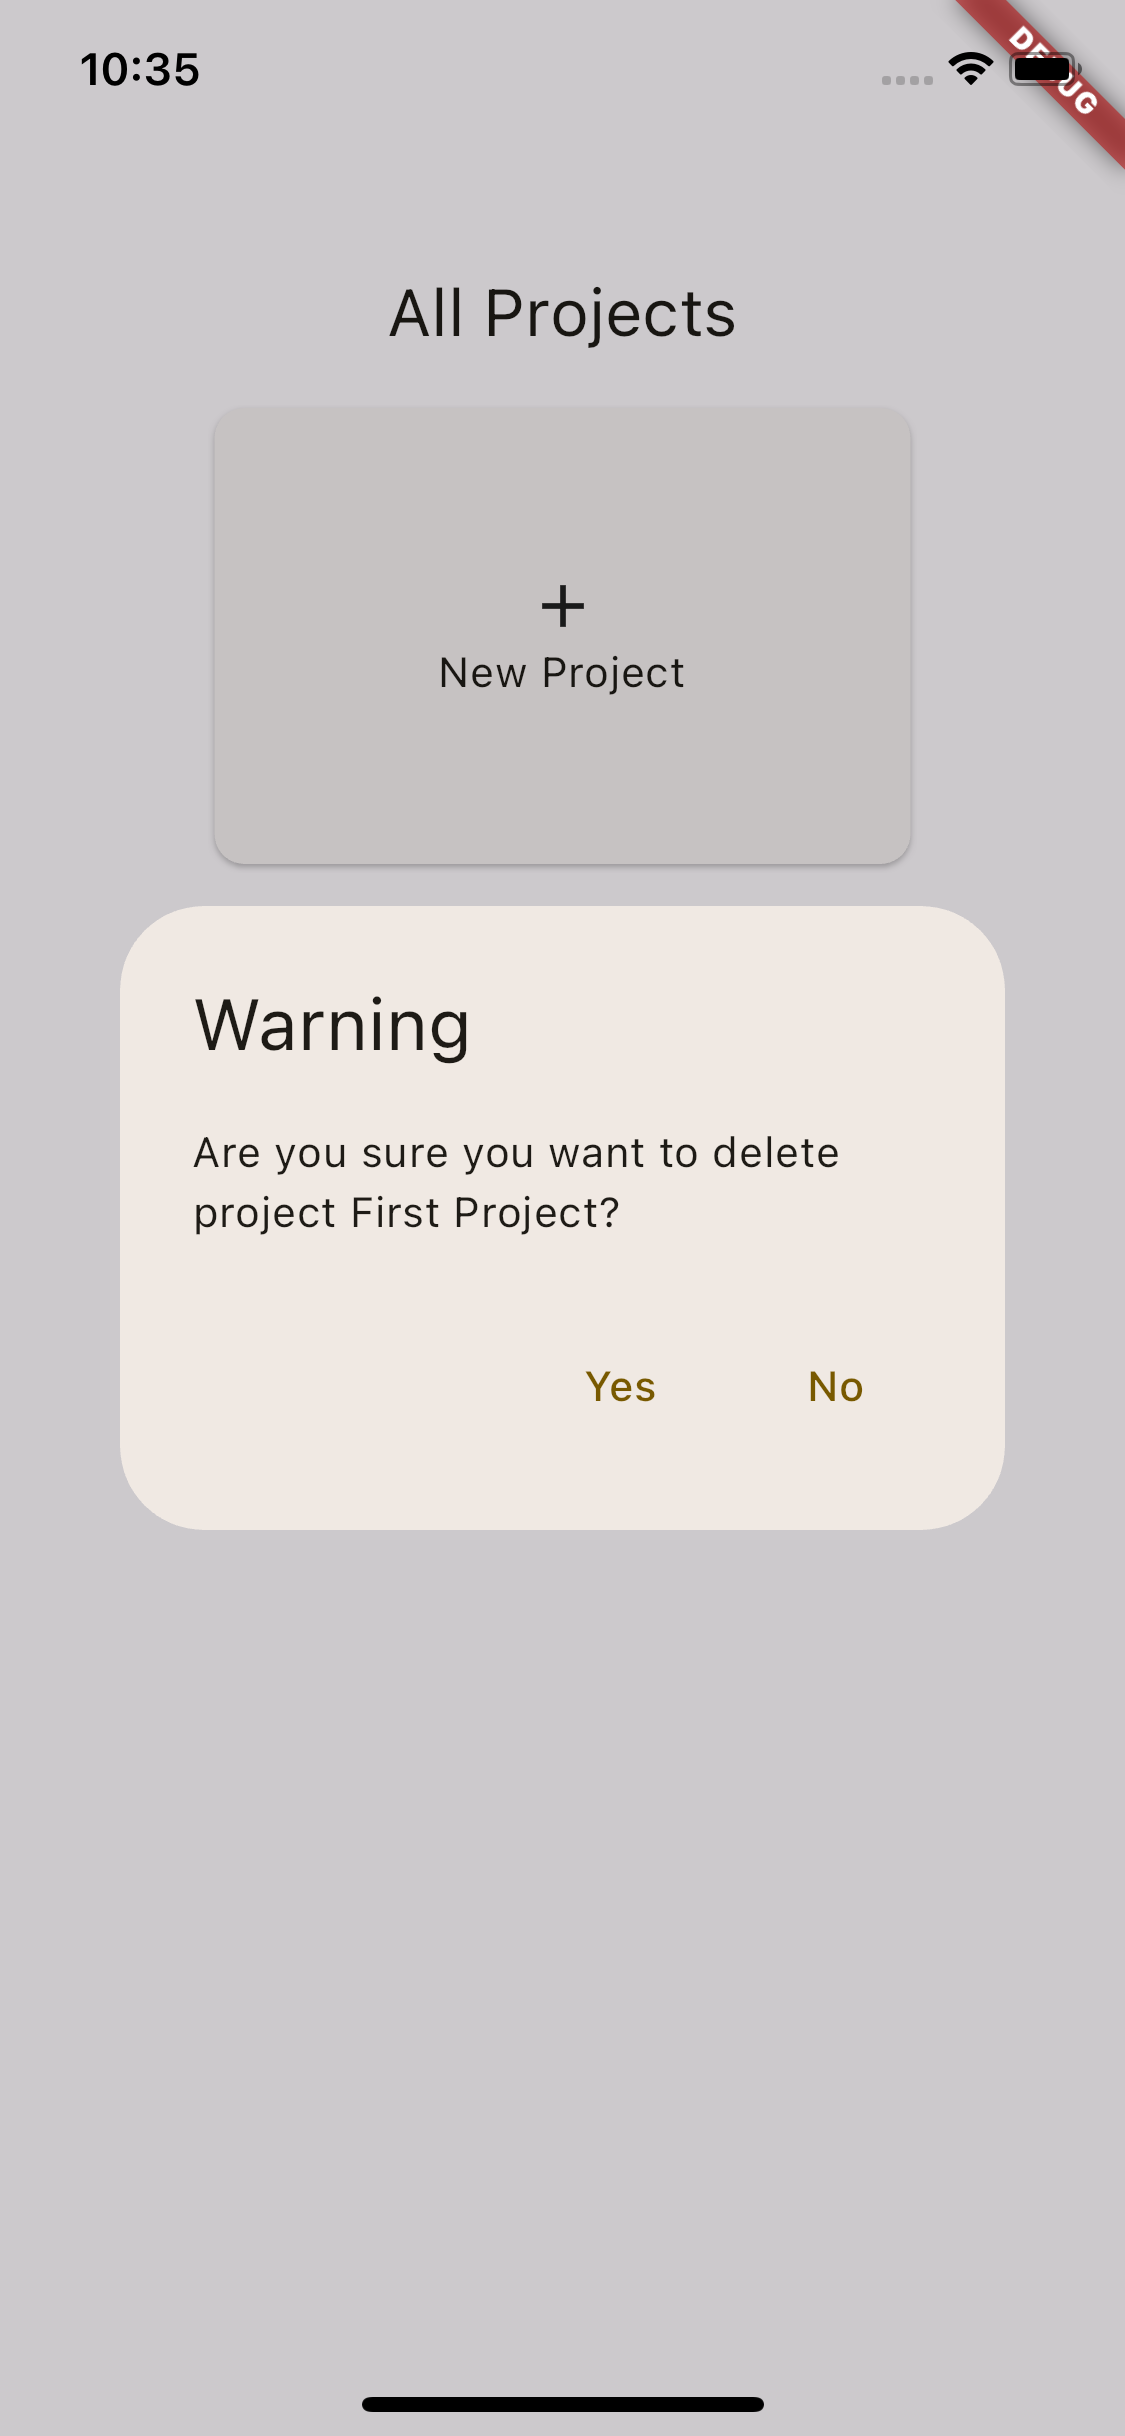 10:35
DEBUG
All Projects
New Project
Warning
Are you sure you want to delete
project First Project?
Yes
No